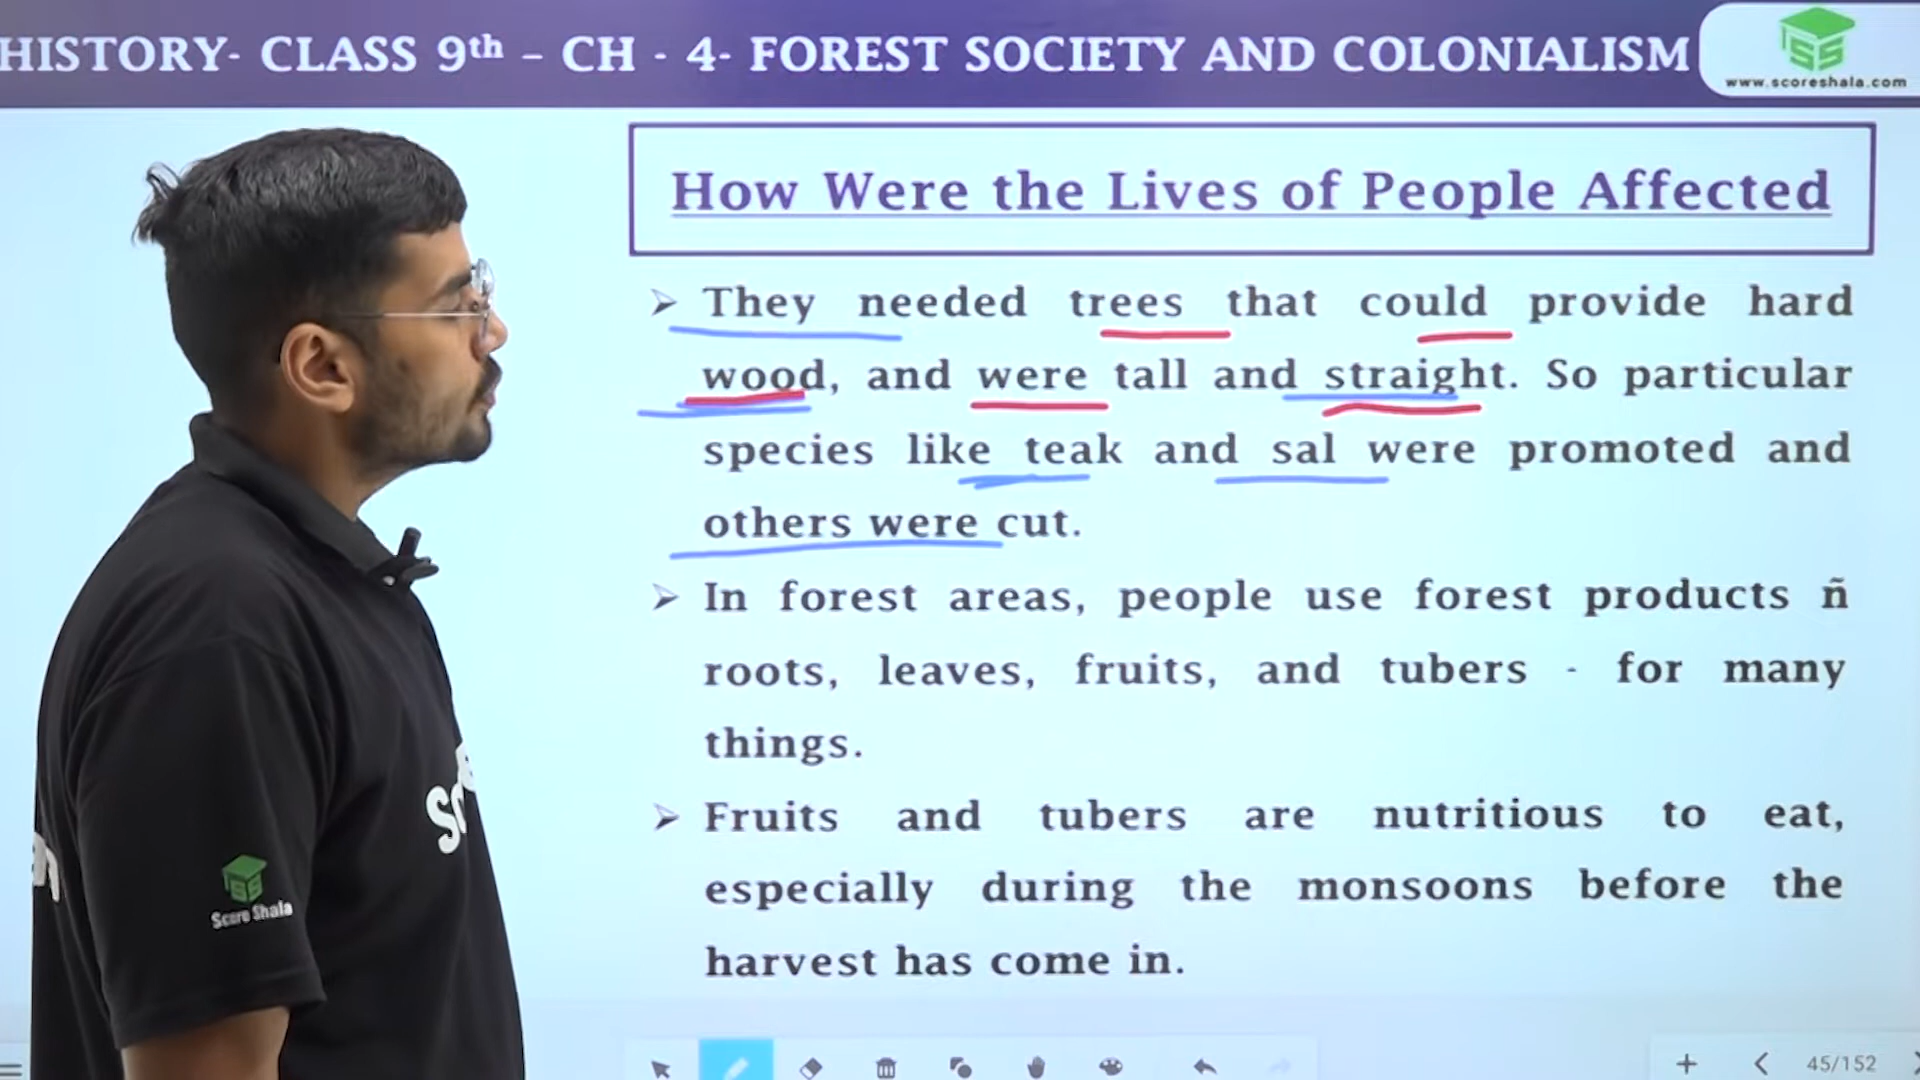 HISTORY- CLASS 9th – CH - 4- FOREST SOCIETY AND COLONIALISM
www.scoreshala.com
How Were the Lives of People Affected
➢ They needed trees that could provide hard
wood, and were tall and straight. So particular
species like teak and sal were promoted and
others were cut.
➢ In forest areas, people use forest products ñ
roots, leaves, fruits, and tubers - for many
things.
➢ Fruits and tubers are nutritious to eat,
especially during the monsoons before the
harvest has come in.
Score Shala
45/152